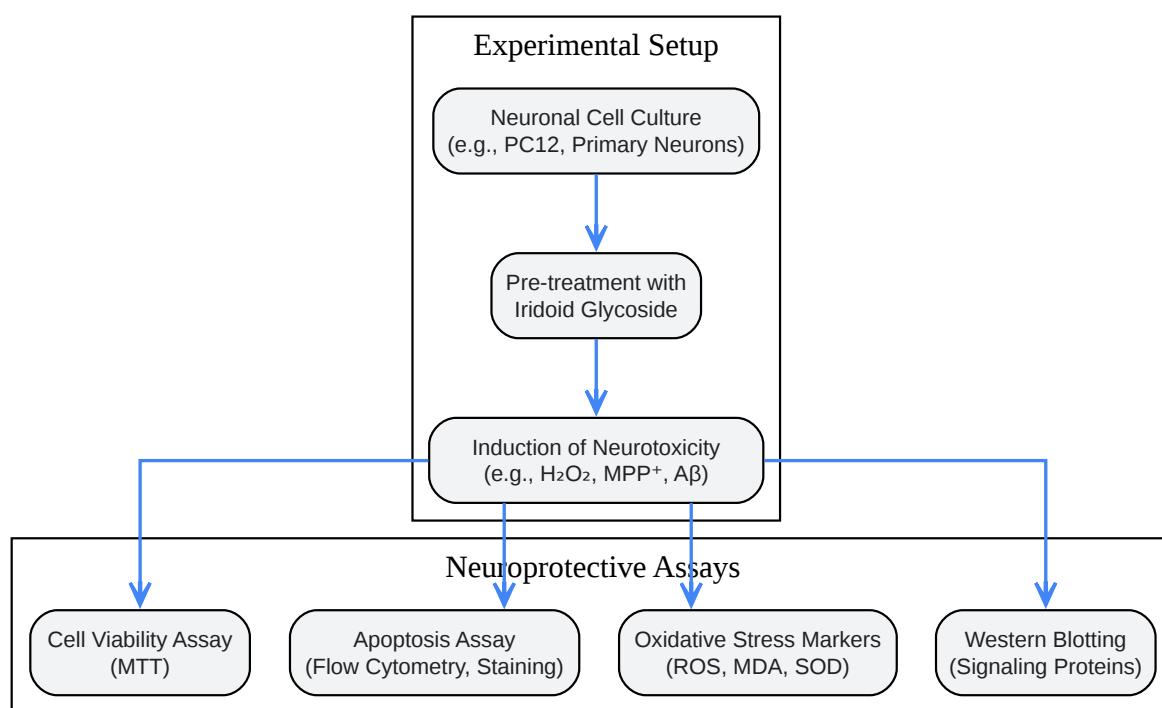 Experimental Setup
Neuronal Cell Culture
(e.g., PC12, Primary Neurons)
Pre-treatment with
Iridoid Glycoside
Induction of Neurotoxicity
(e.g., H₂O₂, MPP⁺, Aβ)
Neuroprotective Assays
Cell Viability Assay
(MTT)
Apoptosis Assay
(Flow Cytometry, Staining)
Oxidative Stress Markers
(ROS, MDA, SOD)
Western Blotting
(Signaling Proteins)